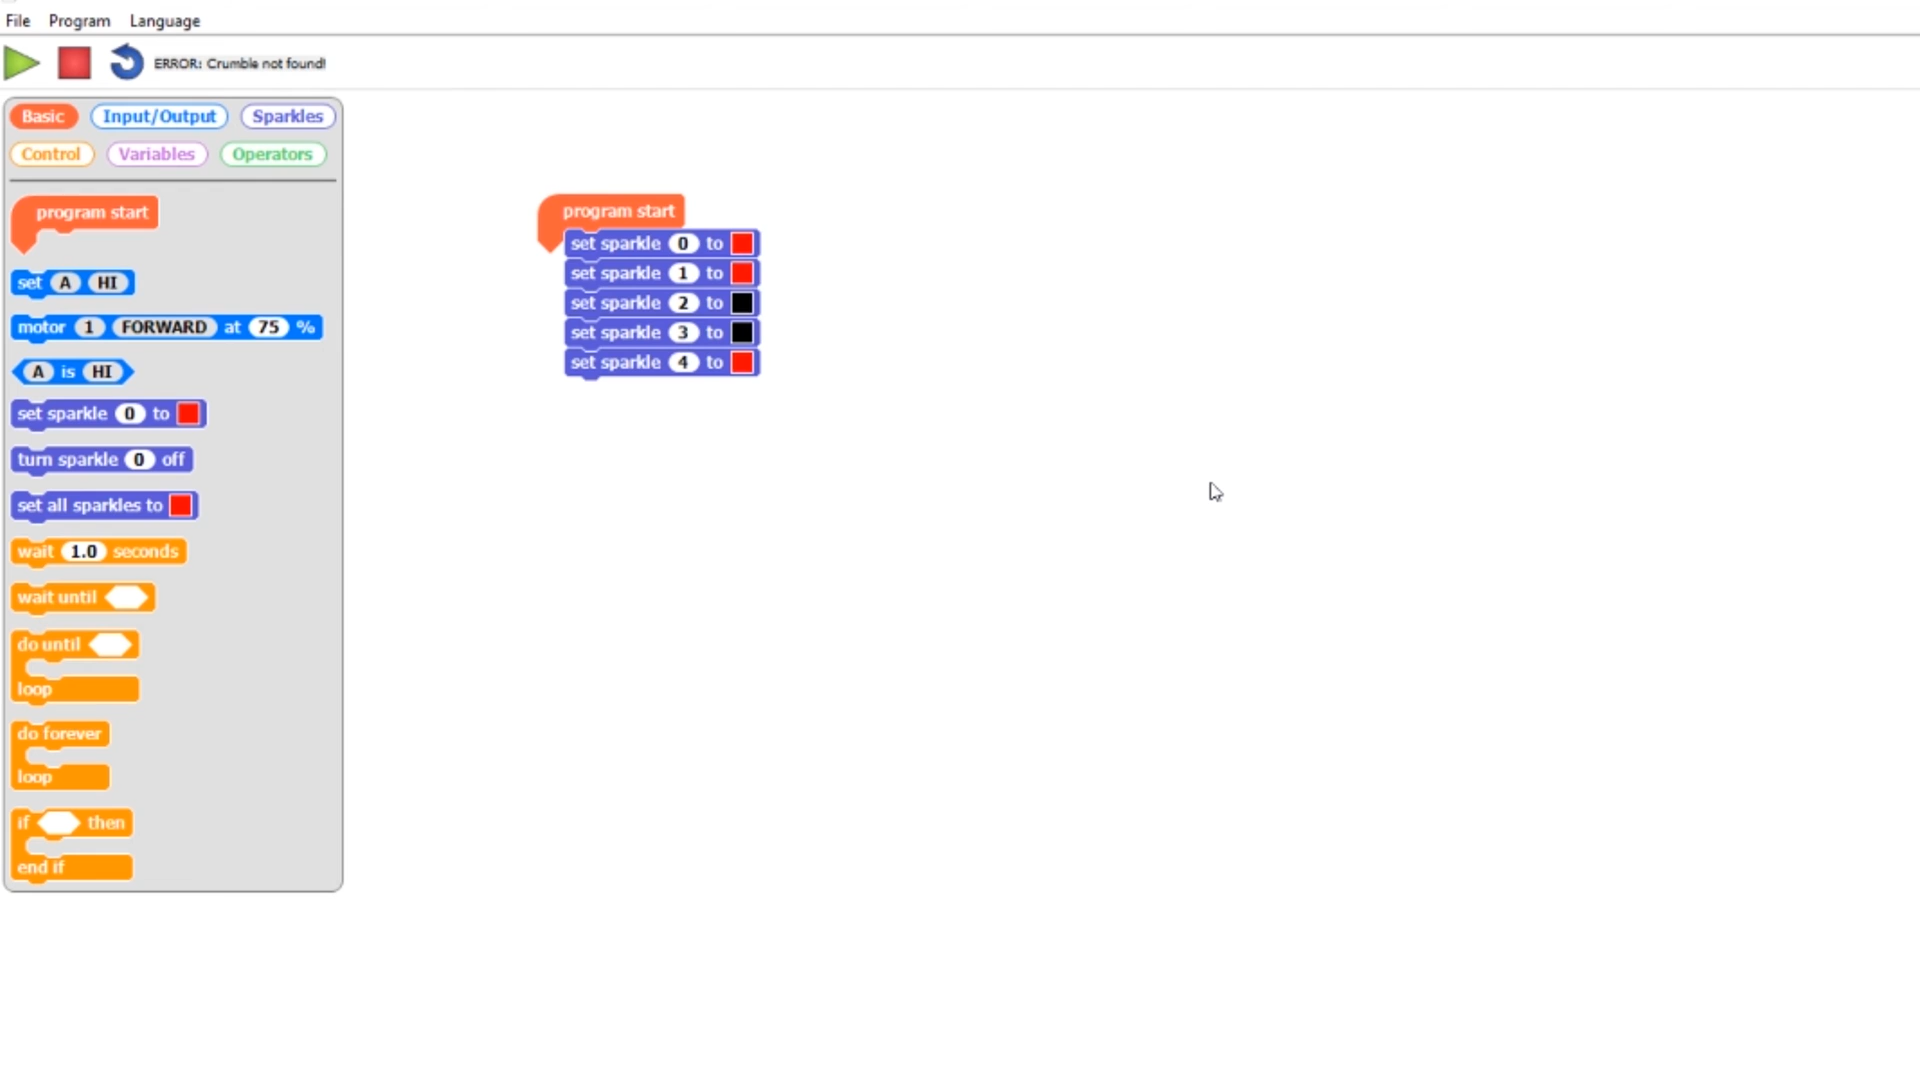 File Program Language
ERROR: Crumble not found!
Basic Input/Output Sparkles
Control Variables Operators
program start
set A HI
motor 1 FORWARD at 75 %
A is HI
set sparkle 0 to
turn sparkle 0 off
set all sparkles to
wait 1.0 seconds
wait until
do until
loop
do forever
loop
if then
end if
program start
set sparkle 0 to
set sparkle 1 to
set sparkle 2 to
set sparkle 3 to
set sparkle 4 to